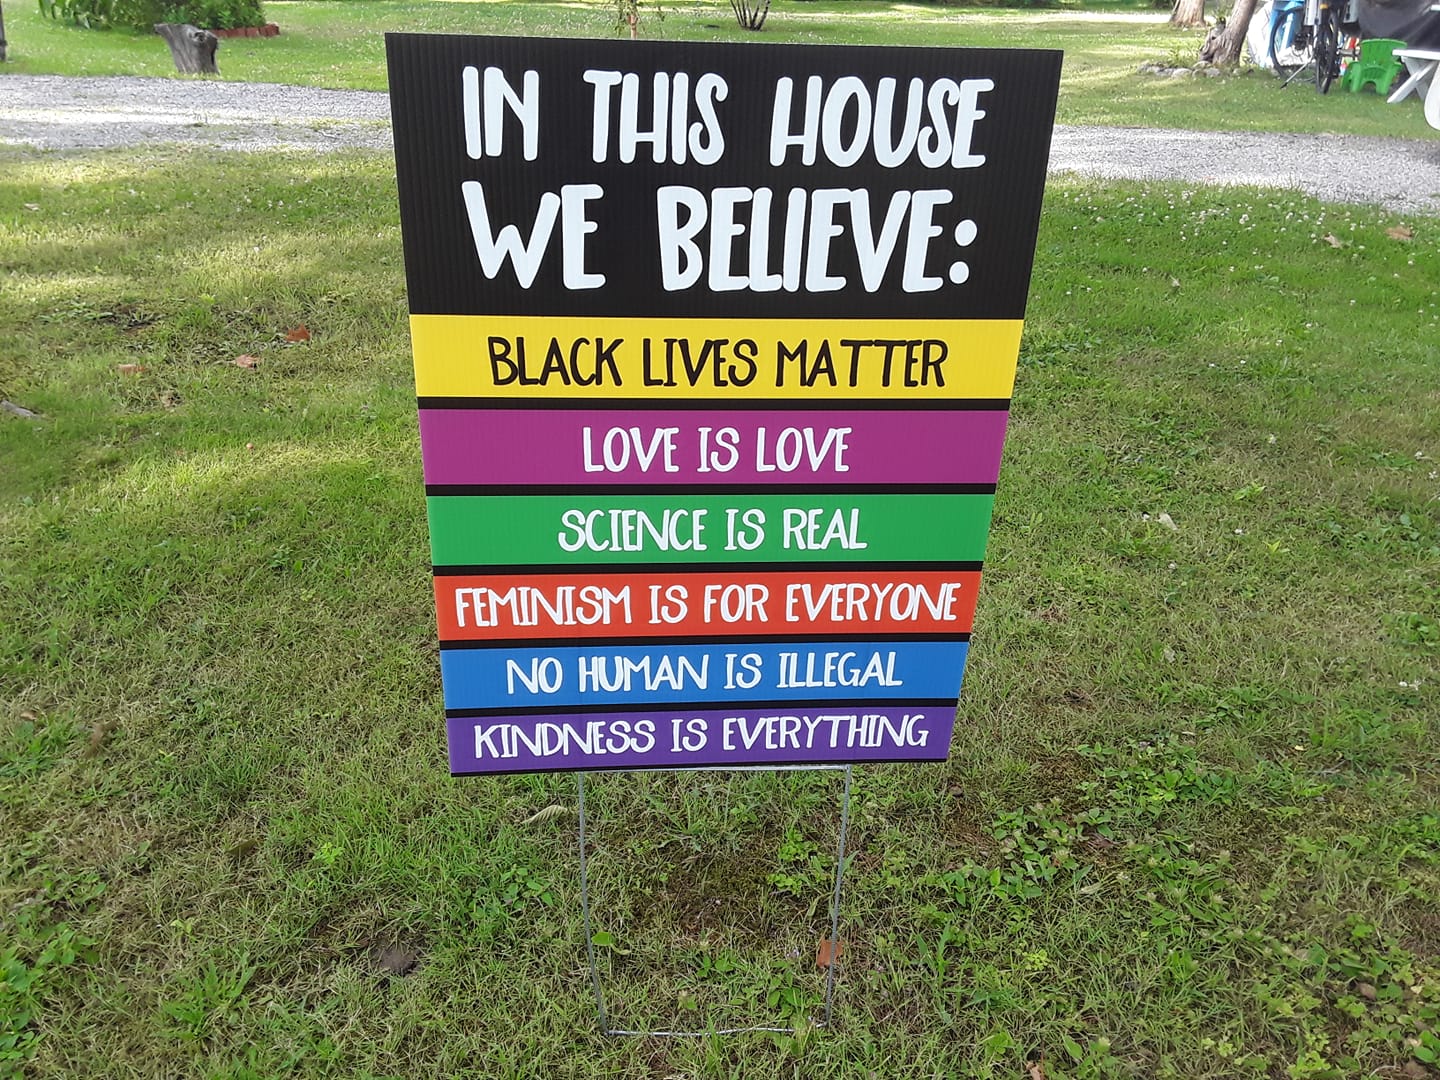 IN THIS HOUSE
WE BELIEVE:
BLACK LIVES MATTER
LOVE IS LOVE
SCIENCE IS REAL
FEMINISM IS FOR EVERYONE
NO HUMAN IS ILLEGAL
KINDNESS IS EVERYTHING